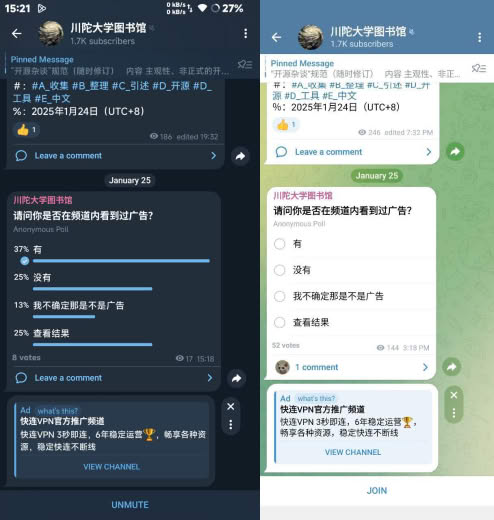 15:21
0 kB/s
0 kB/s
27%
川陀大学图书馆
1.7K subscribers
Pinned Message
"开源杂谈"规范（随时修订） 内容 主观性、非正式的开...
#： #A_收集 #B_整理 #C_引述 #D_开源 #D_
工具 #E_中文
%：2025年1月24日（UTC+8）
👍 1
186 edited 19:32
Leave a comment
January 25
川陀大学图书馆
请问你是否在频道内看到过广告？
Anonymous Poll
37% 有
25% 没有
13% 我不确定那是不是广告
25% 查看结果
8 votes
17 15:18
Leave a comment
Ad what's this?
快连VPN官方推广频道
快连VPN 3秒即连，6年稳定运营🏆，畅享各种资
源，稳定快连不断线
VIEW CHANNEL
UNMUTE
川陀大学图书馆
1.7K subscribers
Pinned Message
"开源杂谈"规范（随时修订） 内容 主观性、非正...
#： #A_收集 #B_整理 #C_引述 #D_开源 #D_
工具 #E_中文
%：2025年1月24日（UTC+8）
👍 1
246 edited 7:32 PM
Leave a comment
January 25
川陀大学图书馆
请问你是否在频道内看到过广告？
Anonymous Poll
有
没有
我不确定那是不是广告
查看结果
52 votes
144 3:18 PM
1 comment
Ad what's this?
快连VPN官方推广频道
快连VPN 3秒即连，6年稳定运营🏆，
畅享各种资源，稳定快连不断线
VIEW CHANNEL
JOIN